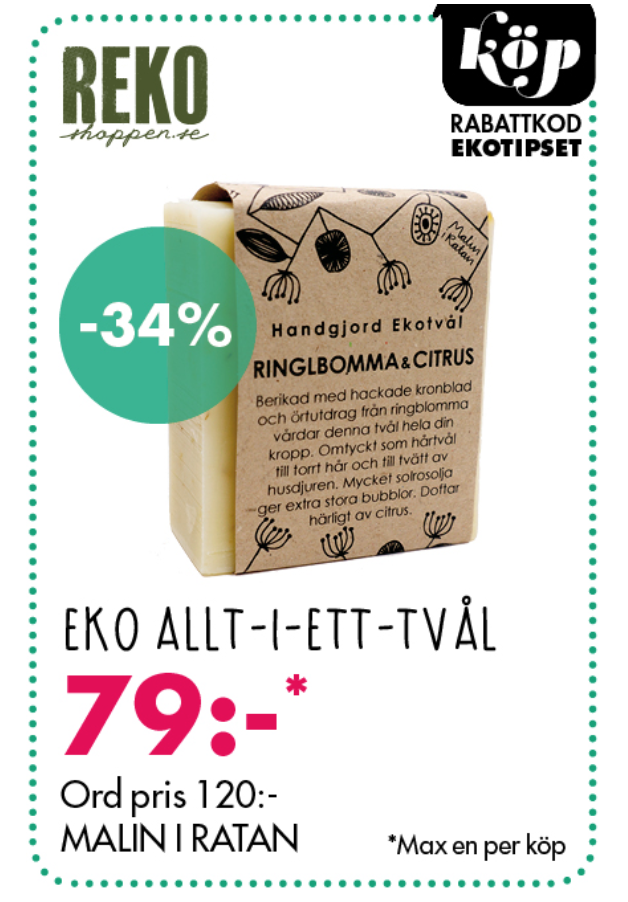 REKO
shoppen.se
köp
RABATTKOD
EKOTIPSET
-34%
Malin
i Ratan
Handgjord Ekotvål
RINGLBOMMA & CITRUS
Berikad med hackade kronblad
och örtutdrag från ringblomma
vårdar denna tvål hela din
kropp. Omtyckt som hårtvål
till torrt hår och till tvätt av
husdjuren. Mycket solrosolja
ger extra stora bubblor. Doftar
härligt av citrus.
EKO ALLT-I-ETT-TVÅL
79:-*
Ord pris 120:-
MALIN I RATAN
*Max en per köp